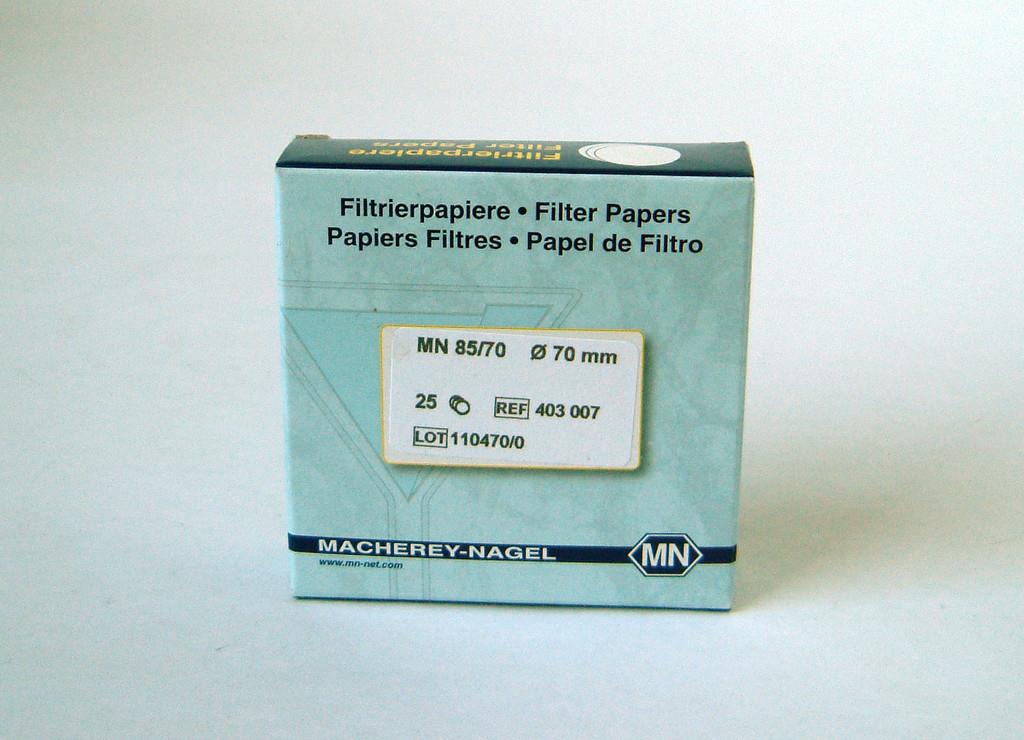 Filtrierpapiere
Filter Papers
Filtrierpapiere • Filter Papers
Papiers Filtres • Papel de Filtro
MN 85/70 Ø 70 mm
25 REF 403 007
LOT 110470/0
MACHEREY-NAGEL
MN
www.mn-net.com